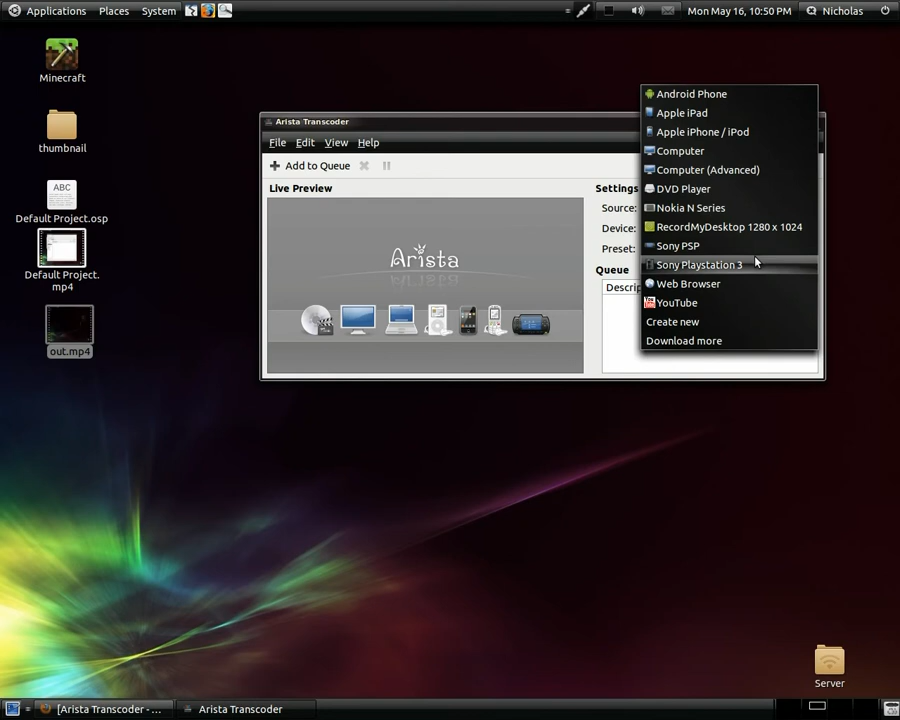 Applications Places System
Mon May 16, 10:50 PM Nicholas
Minecraft
thumbnail
ABC
Default Project.osp
Default Project.
mp4
out.mp4
Arista Transcoder
File Edit View Help
Add to Queue
Live Preview
Arista
Settings
Source:
Device:
Preset:
Queue
Descrip
Android Phone
Apple iPad
Apple iPhone / iPod
Computer
Computer (Advanced)
DVD Player
Nokia N Series
RecordMyDesktop 1280 x 1024
Sony PSP
Sony Playstation 3
Web Browser
YouTube
Create new
Download more
Server
[Arista Transcoder - ...
Arista Transcoder